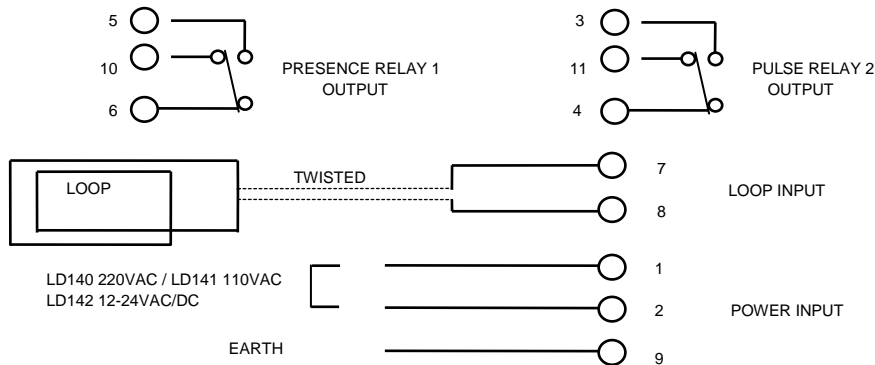 5
3
10
11
PRESENCE RELAY 1
OUTPUT
PULSE RELAY 2
OUTPUT
6
4
LOOP
TWISTED
7
LOOP INPUT
8
LD140 220VAC / LD141 110VAC
LD142 12-24VAC/DC
1
2
POWER INPUT
EARTH
9